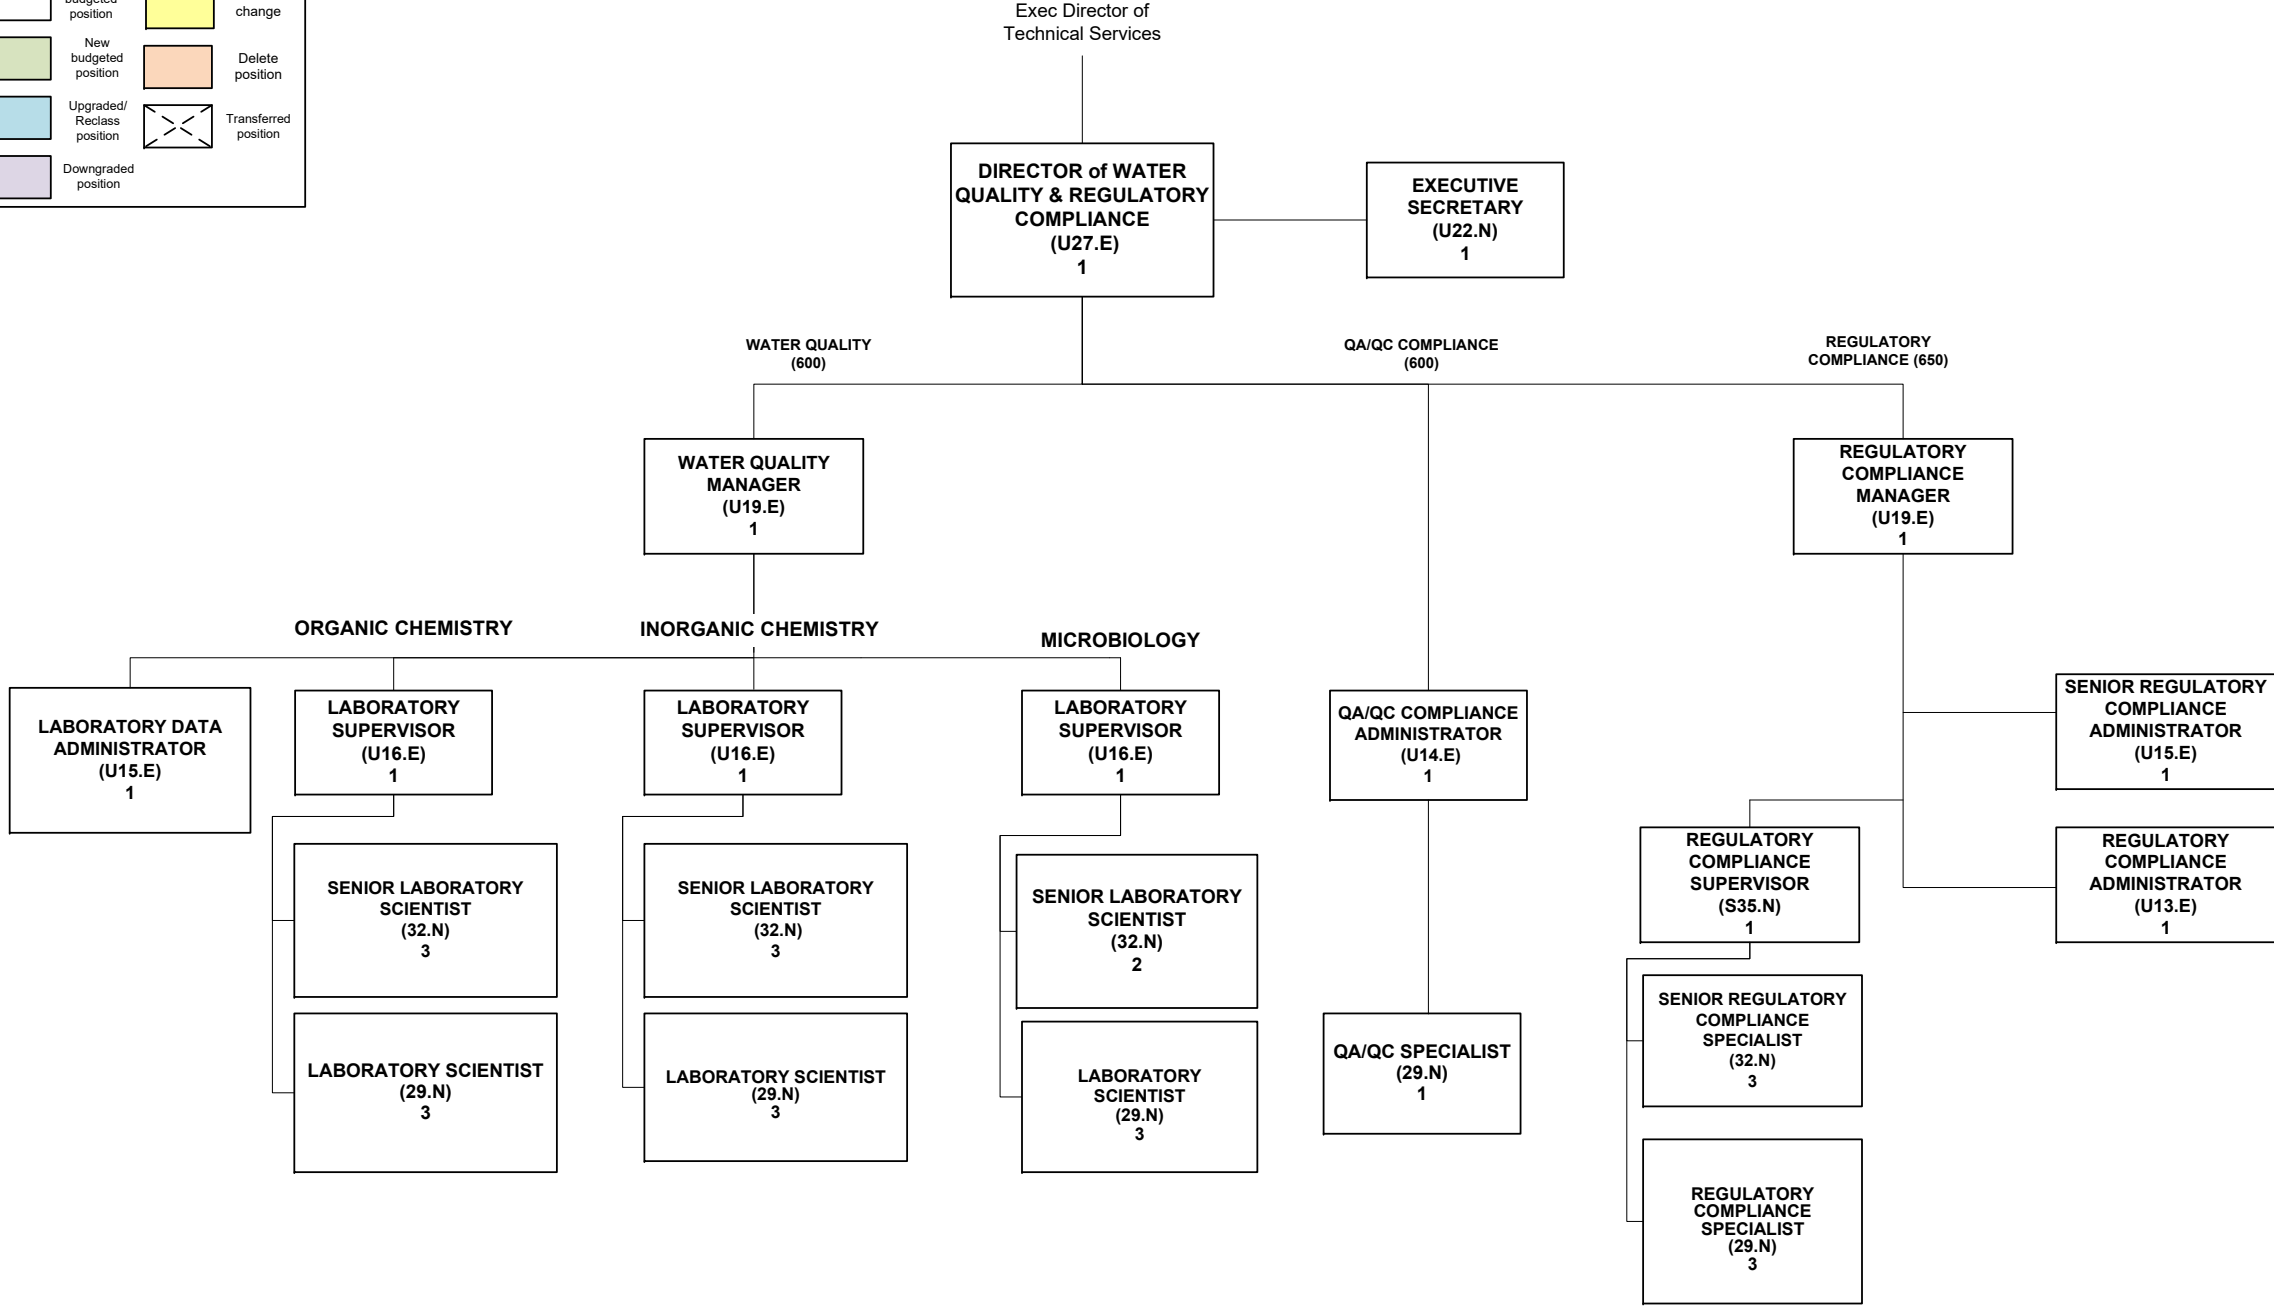 budgeted
position
change
New
budgeted
position
Delete
position
Upgraded/
Reclass
position
Transferred
position
Downgraded
position
Exec Director of
Technical Services
DIRECTOR of WATER
QUALITY & REGULATORY
COMPLIANCE
(U27.E)
1
EXECUTIVE
SECRETARY
(U22.N)
1
WATER QUALITY
(600)
QA/QC COMPLIANCE
(600)
REGULATORY
COMPLIANCE (650)
WATER QUALITY
MANAGER
(U19.E)
1
REGULATORY
COMPLIANCE
MANAGER
(U19.E)
1
ORGANIC CHEMISTRY
INORGANIC CHEMISTRY
MICROBIOLOGY
LABORATORY DATA
ADMINISTRATOR
(U15.E)
1
LABORATORY
SUPERVISOR
(U16.E)
1
LABORATORY
SUPERVISOR
(U16.E)
1
LABORATORY
SUPERVISOR
(U16.E)
1
QA/QC COMPLIANCE
ADMINISTRATOR
(U14.E)
1
SENIOR REGULATORY
COMPLIANCE
ADMINISTRATOR
(U15.E)
1
REGULATORY
COMPLIANCE
SUPERVISOR
(S35.N)
1
REGULATORY
COMPLIANCE
ADMINISTRATOR
(U13.E)
1
SENIOR LABORATORY
SCIENTIST
(32.N)
3
SENIOR LABORATORY
SCIENTIST
(32.N)
3
SENIOR LABORATORY
SCIENTIST
(32.N)
2
SENIOR REGULATORY
COMPLIANCE
SPECIALIST
(32.N)
3
LABORATORY SCIENTIST
(29.N)
3
LABORATORY SCIENTIST
(29.N)
3
LABORATORY
SCIENTIST
(29.N)
3
QA/QC SPECIALIST
(29.N)
1
REGULATORY
COMPLIANCE
SPECIALIST
(29.N)
3